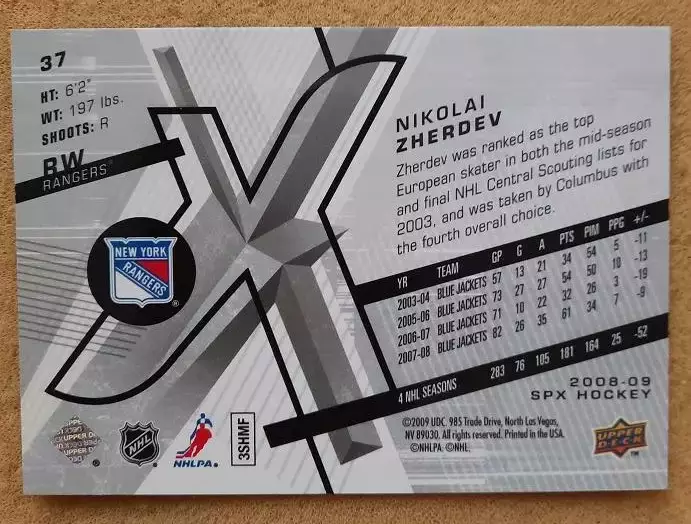 37
HT: 6'2"
WT: 197 lbs.
SHOOTS: R
RW
RANGERS
NEW YORK
RANGERS
®
NIKOLAI
ZHERDEV
Zherdev was ranked as the top
European skater in both the mid-season
and final NHL Central Scouting lists for
2003, and was taken by Columbus with
the fourth overall choice.
YR TEAM GP G A PTS PIM PPG +/-
2003-04 BLUE JACKETS 57 13 21 34 54 5 -11
2005-06 BLUE JACKETS 73 27 27 54 50 10 -13
2006-07 BLUE JACKETS 71 10 22 32 26 3 -19
2007-08 BLUE JACKETS 82 26 35 61 34 7 -9
4 NHL SEASONS 283 76 105 181 164 25 -52
2008-09
SPX HOCKEY
©2009 UDC. 985 Trade Drive, North Las Vegas,
NV 89030. All rights reserved. Printed in the USA.
©NHLPA. ©NHL.
UPPER
DECK
TM
NHL
NHLPA.
3SHMF